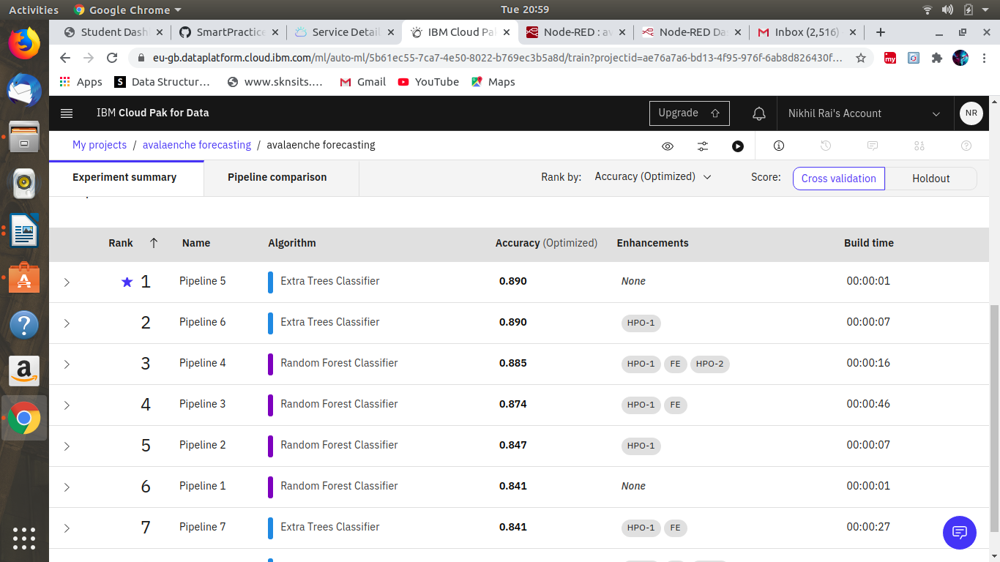 Activities Google Chrome Tue 20:59
Student Dash SmartPractice Service Detail IBM Cloud Pak Node-RED : av Node-RED Da Inbox (2,516)
eu-gb.dataplatform.cloud.ibm.com/ml/auto-ml/5b61ec55-7ca7-4e50-8022-b769ec3b5a8d/train?projectid=ae76a7a6-bd13-4f95-976f-6ab8d826430f...
Apps Data Structur... www.sknsits.... Gmail YouTube Maps
IBM Cloud Pak for Data Upgrade Nikhil Rai's Account NR
My projects / avalaenche forecasting / avalaenche forecasting
Experiment summary Pipeline comparison Rank by: Accuracy (Optimized) Score: Cross validation Holdout
Rank Name Algorithm Accuracy (Optimized) Enhancements Build time
1 Pipeline 5 Extra Trees Classifier 0.890 None 00:00:01
2 Pipeline 6 Extra Trees Classifier 0.890 HPO-1 00:00:07
3 Pipeline 4 Random Forest Classifier 0.885 HPO-1 FE HPO-2 00:00:16
4 Pipeline 3 Random Forest Classifier 0.874 HPO-1 FE 00:00:46
5 Pipeline 2 Random Forest Classifier 0.847 HPO-1 00:00:07
6 Pipeline 1 Random Forest Classifier 0.841 None 00:00:01
7 Pipeline 7 Extra Trees Classifier 0.841 HPO-1 FE 00:00:27